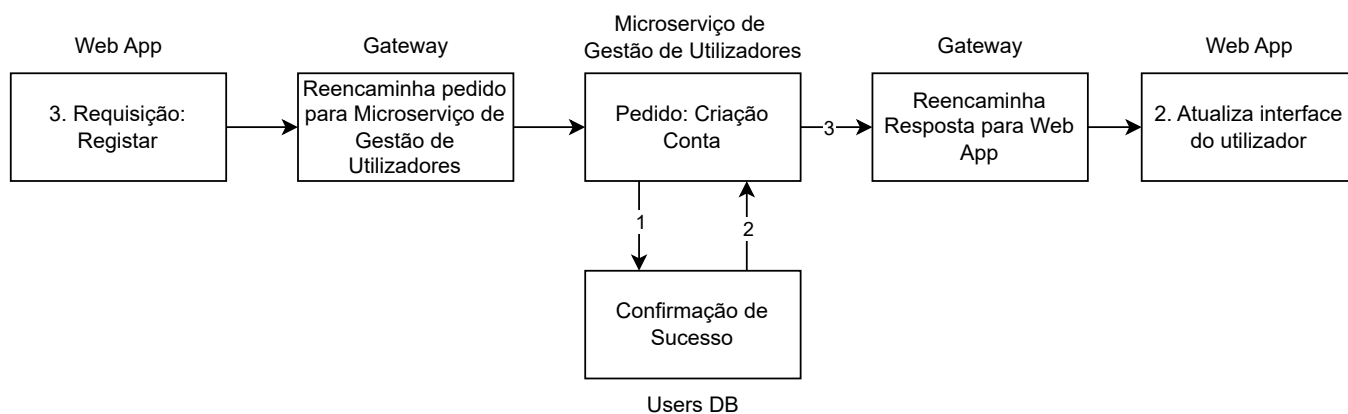 Web App
3. Requisição:
Registar
Gateway
Reencaminha pedido
para Microserviço de
Gestão de
Utilizadores
Microserviço de
Gestão de Utilizadores
Pedido: Criação
Conta
3
Gateway
Reencaminha
Resposta para Web
App
Web App
2. Atualiza interface
do utilizador
1
2
Confirmação de
Sucesso
Users DB